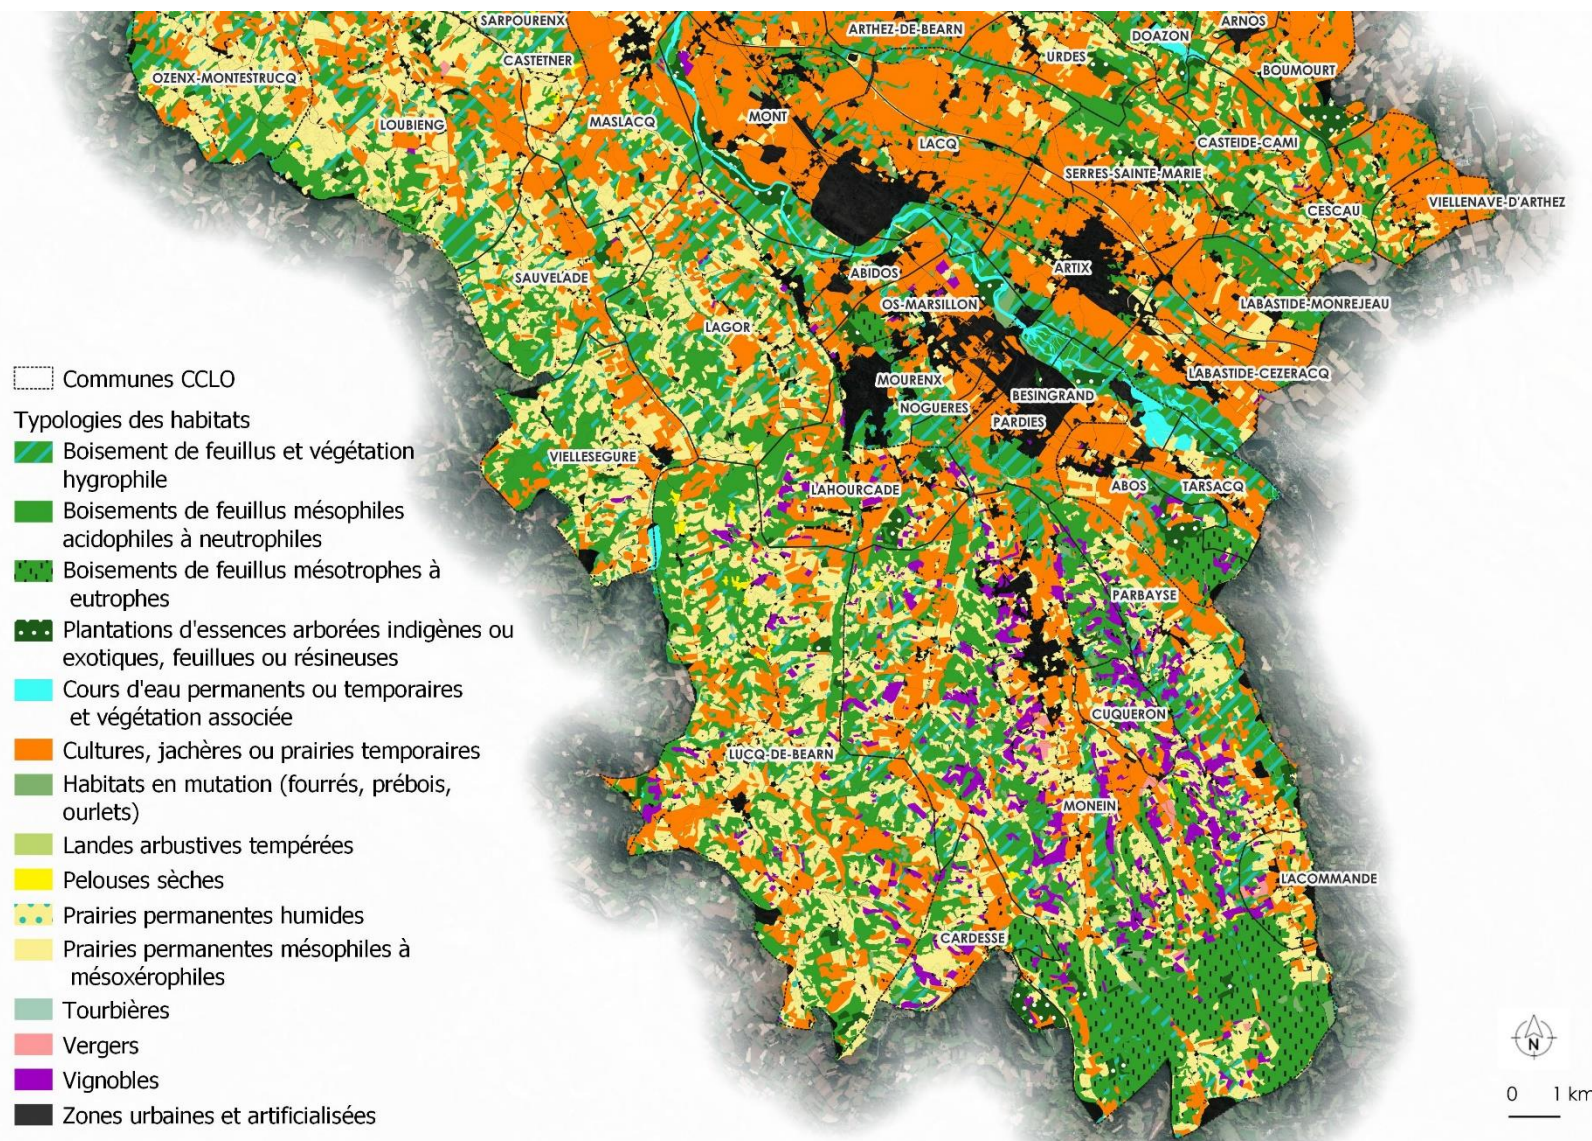 SARPOURENX
ARTHEZ-DE-BEARN
ARNOS
DOAZON
CASTETNER
URDES
BOUMOURT
OZENX-MONTESTRUCQ
LOUBIENG
MASLACQ
MONT
LACQ
CASTEIDE-CAMI
SERRES-SAINTE-MARIE
CESCAU
VIELLENAVE-D'ARTHEZ
SAUVELADE
ABIDOS
ARTIX
OS-MARSILLON
LABASTIDE-MONREJEAU
LAGOR
LABASTIDE-CEZERACQ
MOURENX
BESINGRAND
NOGUERES
PARDIES
VIELLESEGURE
LAHOURCADE
ABOS
TARSACQ
PARBAYSE
CUQUERON
LUCQ-DE-BEARN
MONEIN
LACOMMANDE
CARDESSE
Communes CCLO
Typologies des habitats
Boisement de feuillus et végétation
hygrophile
Boisements de feuillus mésophiles
acidophiles à neutrophiles
Boisements de feuillus mésotrophes à
eutrophes
Plantations d'essences arborées indigènes ou
exotiques, feuillues ou résineuses
Cours d'eau permanents ou temporaires
et végétation associée
Cultures, jachères ou prairies temporaires
Habitats en mutation (fourrés, prébois,
ourlets)
Landes arbustives tempérées
Pelouses sèches
Prairies permanentes humides
Prairies permanentes mésophiles à
mésoxérophiles
Tourbières
Vergers
Vignobles
Zones urbaines et artificialisées
N
0 1 km